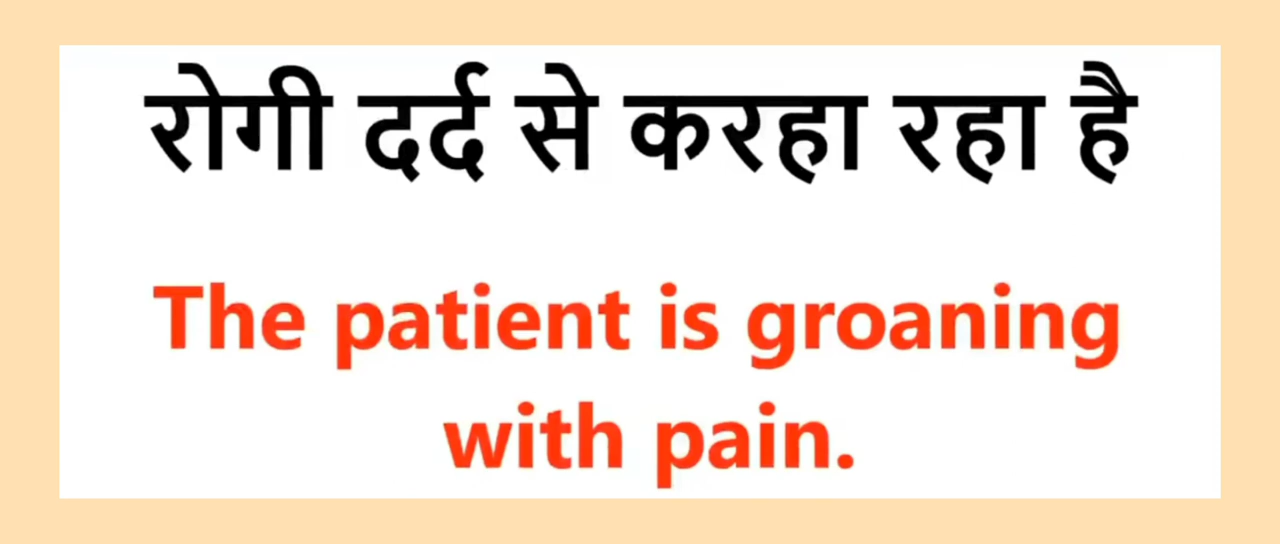 रोगी दर्द से करहा रहा है
The patient is groaning
with pain.